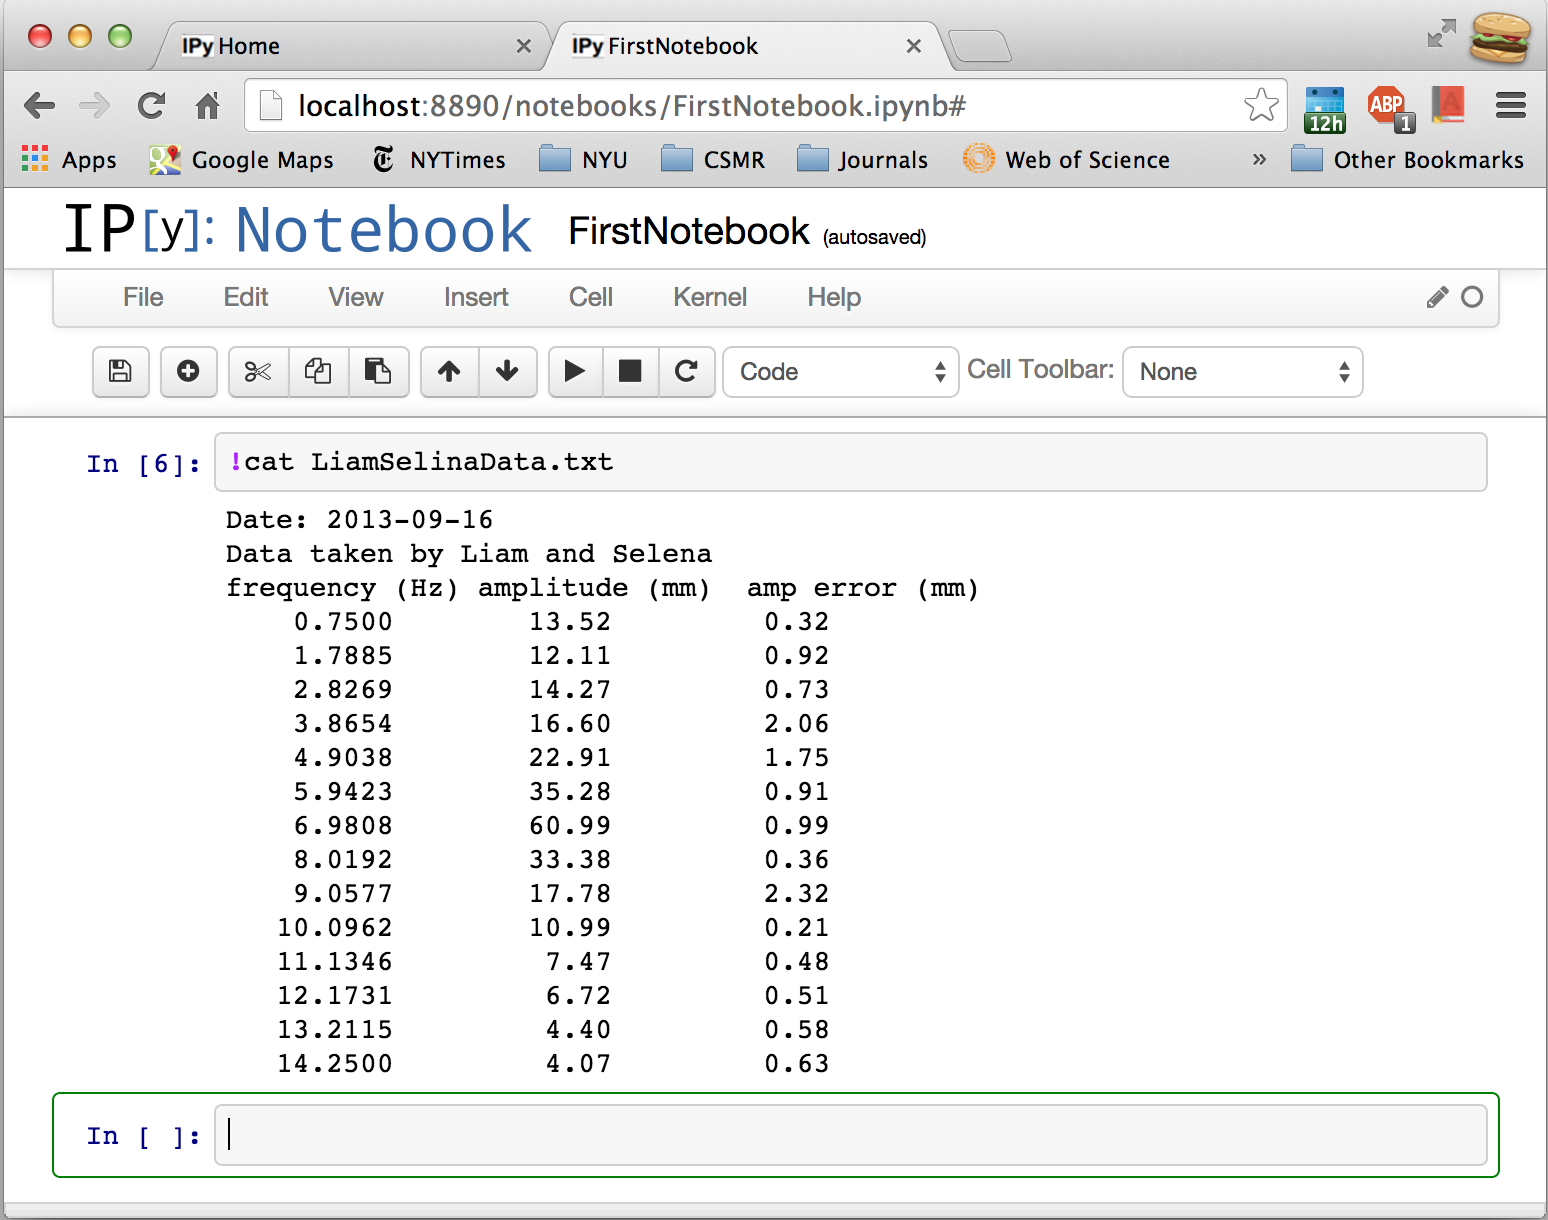 IPy Home
IPy FirstNotebook
localhost:8890/notebooks/FirstNotebook.ipynb#
12h
ABP
1
A
Apps Google Maps NYTimes NYU CSMR Journals Web of Science » Other Bookmarks
IP[y]: Notebook FirstNotebook (autosaved)
File Edit View Insert Cell Kernel Help
Code Cell Toolbar: None
In [6]: !cat LiamSelinaData.txt
Date: 2013-09-16
Data taken by Liam and Selena
frequency (Hz) amplitude (mm) amp error (mm)
0.7500 13.52 0.32
1.7885 12.11 0.92
2.8269 14.27 0.73
3.8654 16.60 2.06
4.9038 22.91 1.75
5.9423 35.28 0.91
6.9808 60.99 0.99
8.0192 33.38 0.36
9.0577 17.78 2.32
10.0962 10.99 0.21
11.1346 7.47 0.48
12.1731 6.72 0.51
13.2115 4.40 0.58
14.2500 4.07 0.63
In [ ]: